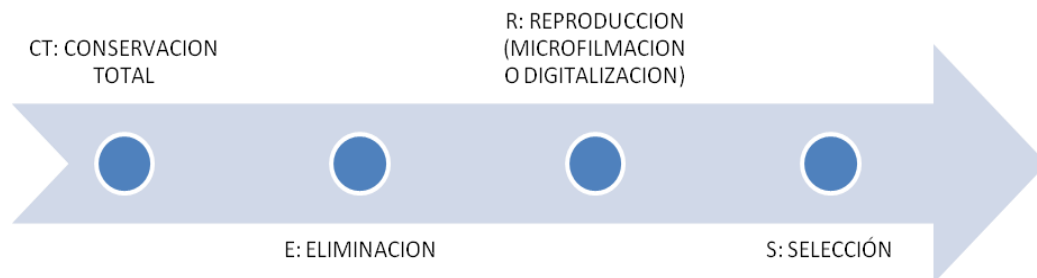 CT: CONSERVACION
TOTAL
E: ELIMINACION
R: REPRODUCCION
(MICROFILMACION
O DIGITALIZACION)
S: SELECCIÓN